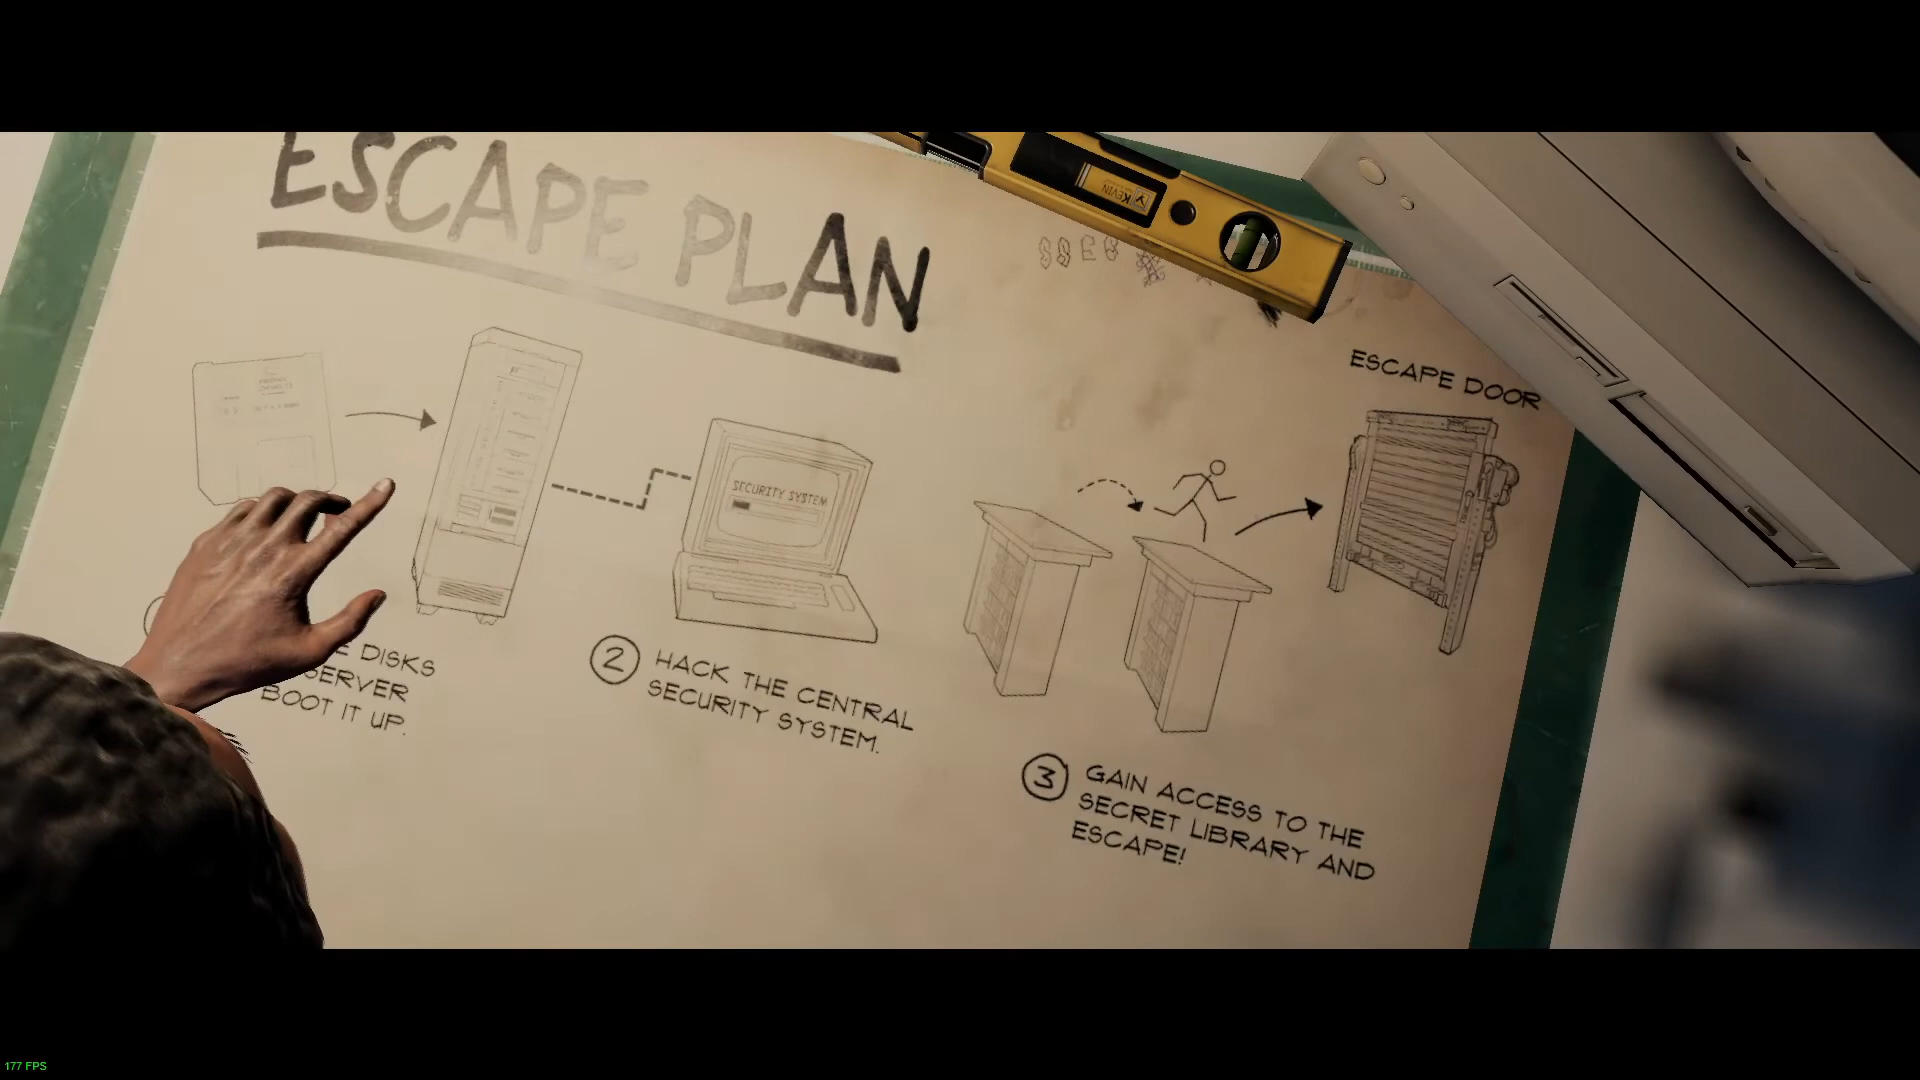 ESCAPE PLAN
KEVIN
ESCAPE DOOR
SECURITY SYSTEM
DISKS
SERVER
BOOT IT UP.
2 HACK THE CENTRAL
SECURITY SYSTEM.
3 GAIN ACCESS TO THE
SECRET LIBRARY AND
ESCAPE!
177 FPS